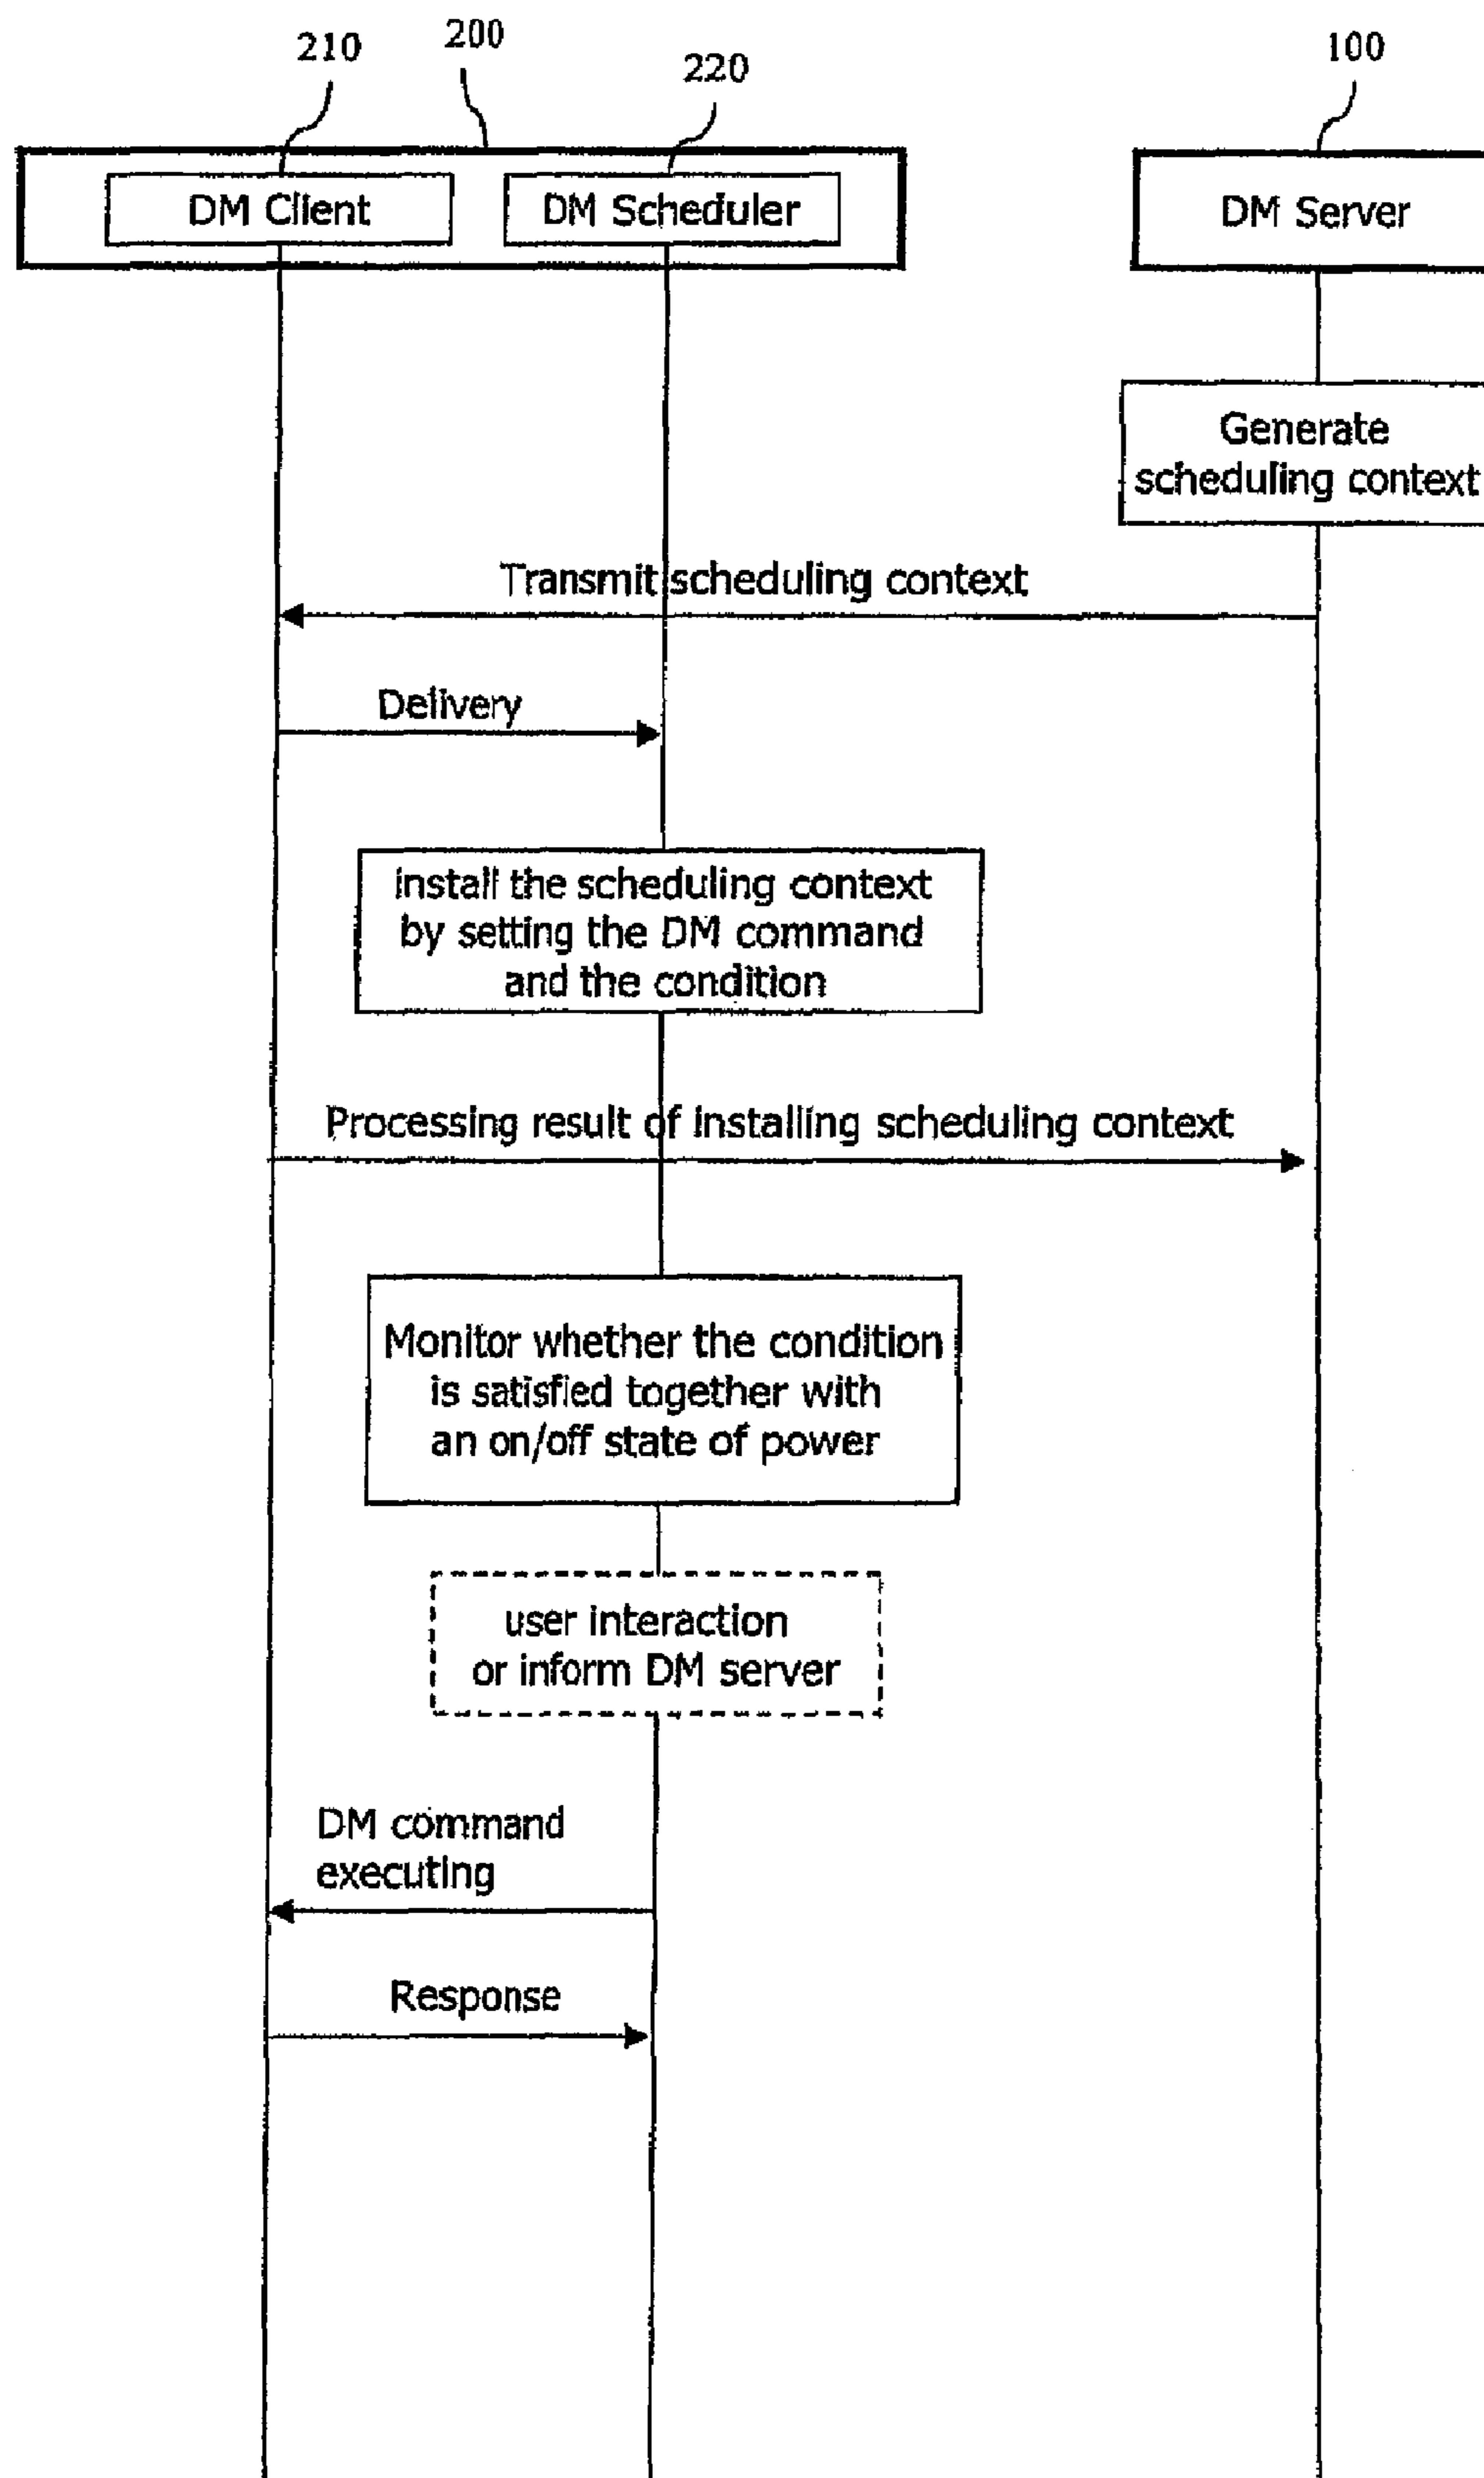 210
200
220
100
DM Client
DM Scheduler
DM Server
Generate
scheduling context
Transmit scheduling context
Delivery
install the scheduling context
by setting the DM command
and the condition
Processing result of installing scheduling context
Monitor whether the condition
is satisfied together with
an on/off state of power
user interaction
or inform DM server
DM command
executing
Response